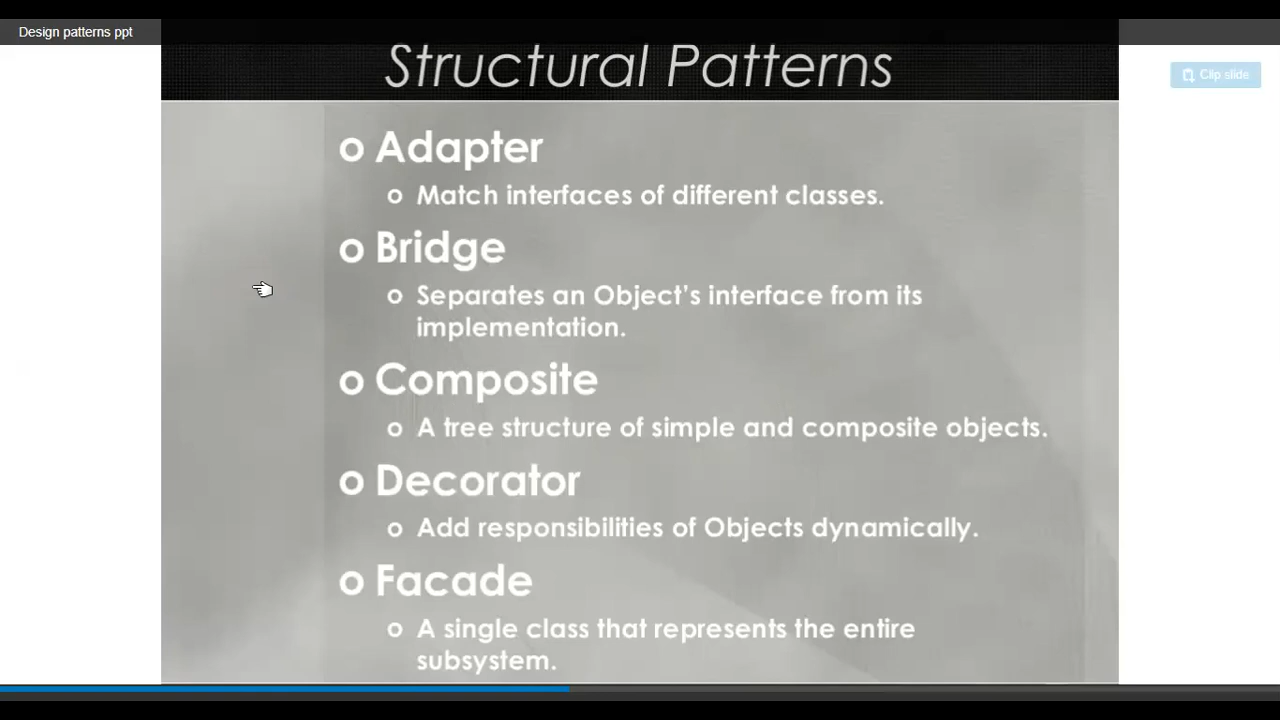 Design patterns ppt
Structural Patterns
Clip slide
o Adapter
o Match interfaces of different classes.
o Bridge
o Separates an Object's interface from its
implementation.
o Composite
o A tree structure of simple and composite objects.
o Decorator
o Add responsibilities of Objects dynamically.
o Facade
o A single class that represents the entire
subsystem.